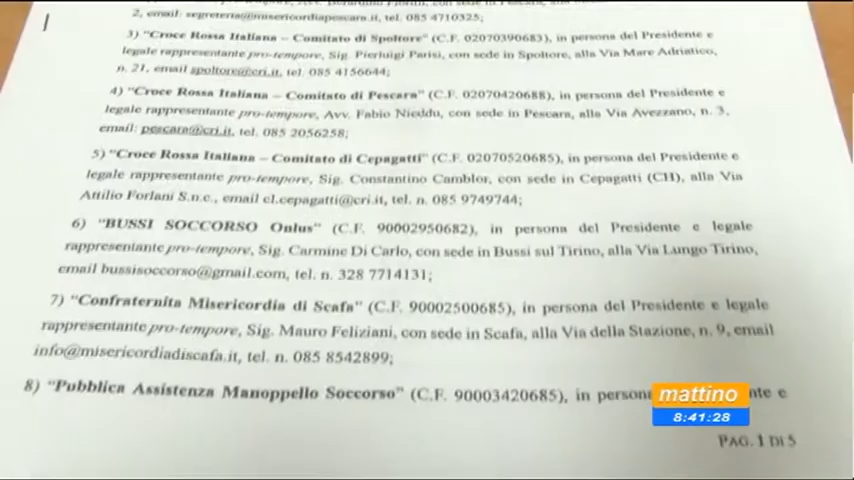 2, email: segreteria@misericordiapescara.it, tel. 085 4710325;
3) "Croce Rossa Italiana – Comitato di Spoltore" (C.F. 02070390683), in persona del Presidente e
legale rappresentante pro-tempore, Sig. Pierluigi Parisi, con sede in Spoltore, alla Via Mare Adriatico,
n. 21, email spoltore@cri.it, tel. 085 4156644;
4) "Croce Rossa Italiana – Comitato di Pescara" (C.F. 02070420688), in persona del Presidente e
legale rappresentante pro-tempore, Avv. Fabio Nieddu, con sede in Pescara, alla Via Avezzano, n. 3,
email: pescara@cri.it, tel. 085 2056258;
5) "Croce Rossa Italiana – Comitato di Cepagatti" (C.F. 02070520685), in persona del Presidente e
legale rappresentante pro-tempore, Sig. Constantino Camblor, con sede in Cepagatti (CH), alla Via
Attilio Forlani S.n.c., email cl.cepagatti@cri.it, tel. n. 085 9749744;
6) "BUSSI SOCCORSO Onlus" (C.F. 90002950682), in persona del Presidente e legale
rappresentante pro-tempore, Sig. Carmine Di Carlo, con sede in Bussi sul Tirino, alla Via Lungo Tirino,
email bussisoccorso@gmail.com, tel. n. 328 7714131;
7) "Confraternita Misericordia di Scafa" (C.F. 90002500685), in persona del Presidente e legale
rappresentante pro-tempore, Sig. Mauro Feliziani, con sede in Scafa, alla Via della Stazione, n. 9, email
info@misericordiadiscafa.it, tel. n. 085 8542899;
8) "Pubblica Assistenza Manoppello Soccorso" (C.F. 90003420685), in person nte e
mattino
8:41:28
PAG. 1 DI 5